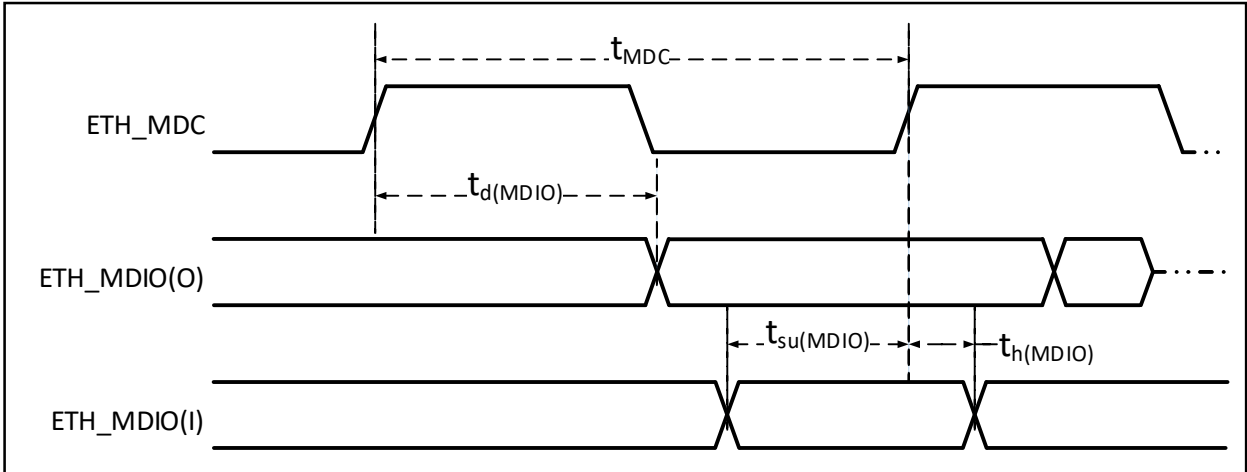 tMDC
ETH_MDC
td(MDIO)
ETH_MDIO(O)
tsu(MDIO)
th(MDIO)
ETH_MDIO(I)